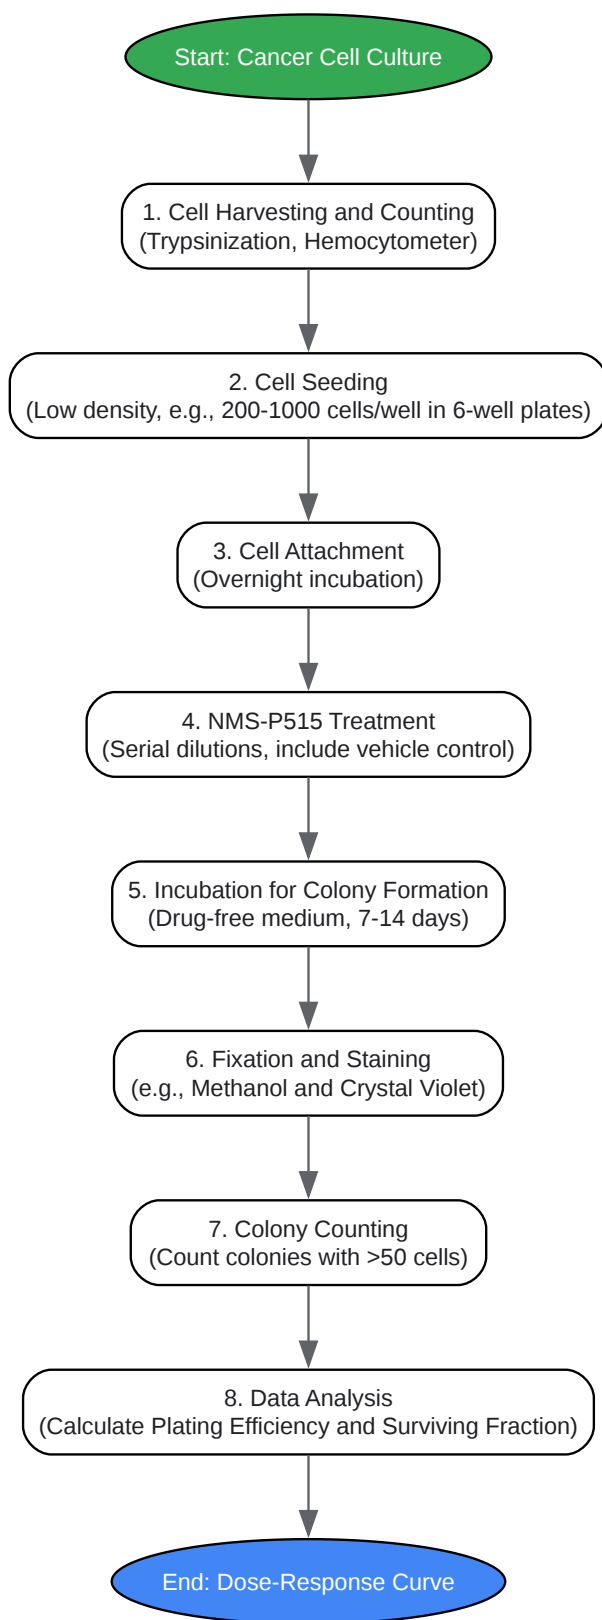 Start: Cancer Cell Culture
1. Cell Harvesting and Counting
(Trypsinization, Hemocytometer)
2. Cell Seeding
(Low density, e.g., 200-1000 cells/well in 6-well plates)
3. Cell Attachment
(Overnight incubation)
4. NMS-P515 Treatment
(Serial dilutions, include vehicle control)
5. Incubation for Colony Formation
(Drug-free medium, 7-14 days)
6. Fixation and Staining
(e.g., Methanol and Crystal Violet)
7. Colony Counting
(Count colonies with >50 cells)
8. Data Analysis
(Calculate Plating Efficiency and Surviving Fraction)
End: Dose-Response Curve